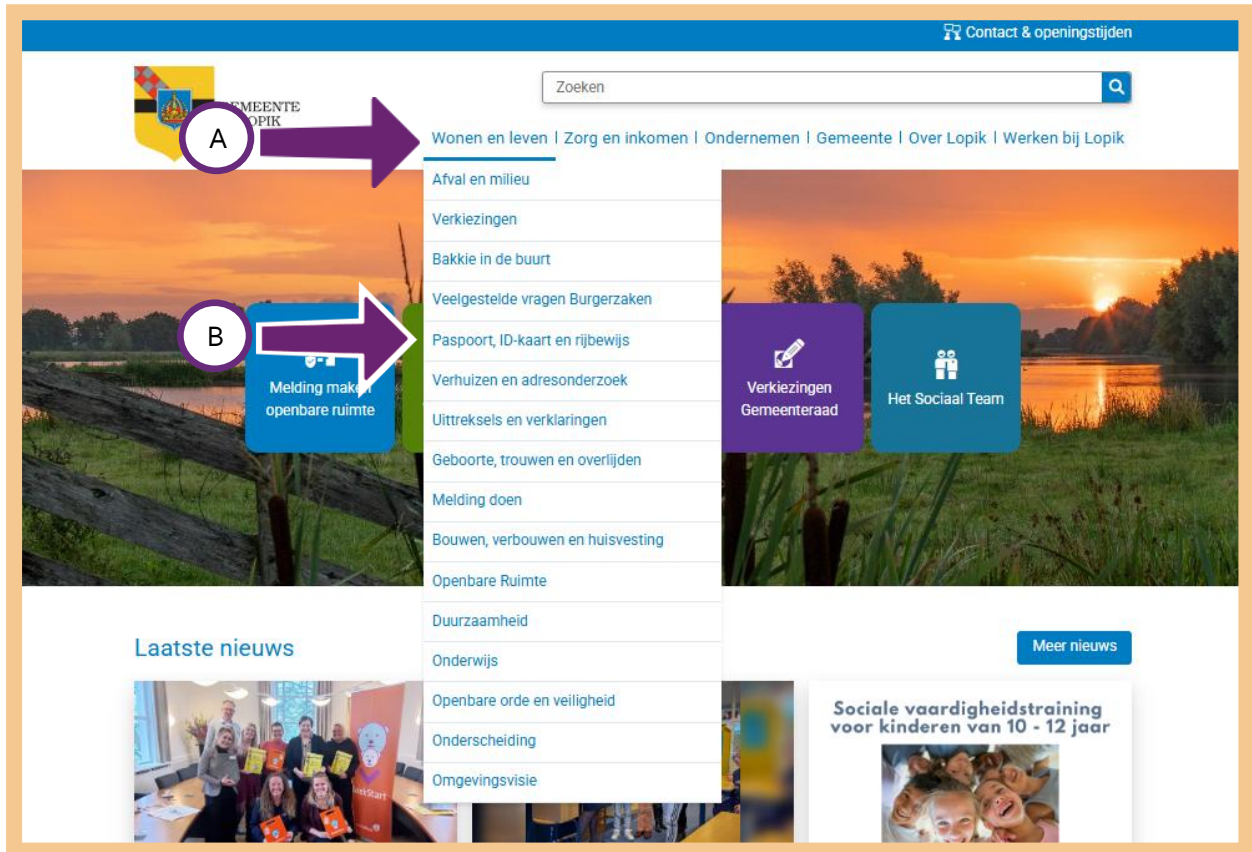 Contact & openingstijden
Zoeken
GEMEENTE
OPIK
A
Wonen en leven | Zorg en inkomen | Ondernemen | Gemeente | Over Lopik | Werken bij Lopik
Afval en milieu
Verkiezingen
Bakkie in de buurt
Veelgestelde vragen Burgerzaken
B
Paspoort, ID-kaart en rijbewijs
Verhuizen en adresonderzoek
Uittreksels en verklaringen
Geboorte, trouwen en overlijden
Melding doen
Bouwen, verbouwen en huisvesting
Openbare Ruimte
Duurzaamheid
Onderwijs
Openbare orde en veiligheid
Onderscheiding
Omgevingsvisie
Melding maken
openbare ruimte
Verkiezingen
Gemeenteraad
Het Sociaal Team
Laatste nieuws
Meer nieuws
Sociale vaardigheidstraining
voor kinderen van 10 - 12 jaar